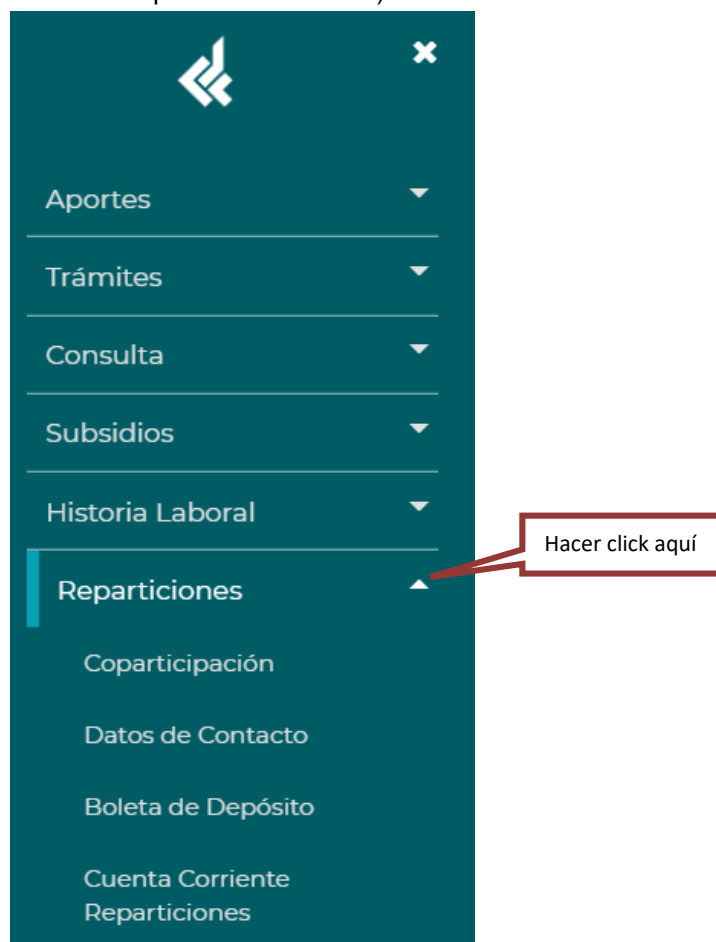 Aportes
Trámites
Consulta
Subsidios
Historia Laboral
Hacer click aquí
Reparticiones
Coparticipación
Datos de Contacto
Boleta de Depósito
Cuenta Corriente
Reparticiones